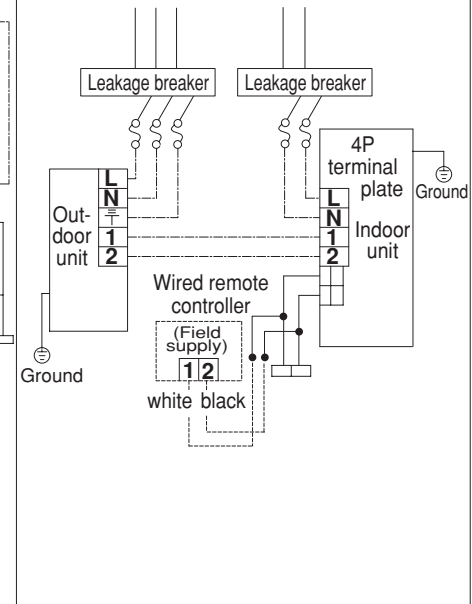 Leakage breaker
Leakage breaker
L
N
1
2
Out-
door
unit
Ground
4P
terminal
plate
L
N
1
2
Indoor
unit
Ground
Wired remote
controller
(Field
supply)
1 2
white black